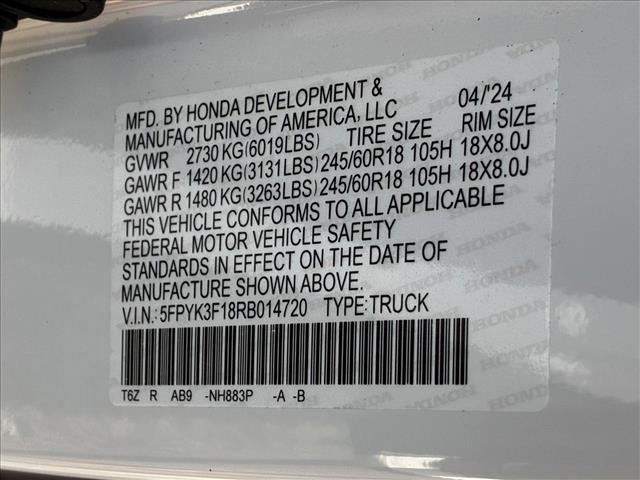 MFD. BY HONDA DEVELOPMENT &
MANUFACTURING OF AMERICA, LLC 04/'24
GVWR 2730 KG(6019LBS) TIRE SIZE RIM SIZE
GAWR F 1420 KG(3131LBS) 245/60R18 105H 18X8.0J
GAWR R 1480 KG(3263LBS) 245/60R18 105H 18X8.0J
THIS VEHICLE CONFORMS TO ALL APPLICABLE
FEDERAL MOTOR VEHICLE SAFETY
STANDARDS IN EFFECT ON THE DATE OF
MANUFACTURE SHOWN ABOVE.
V.I.N.: 5FPYK3F18RB014720 TYPE: TRUCK
T6Z R AB9 -NH883P -A -B